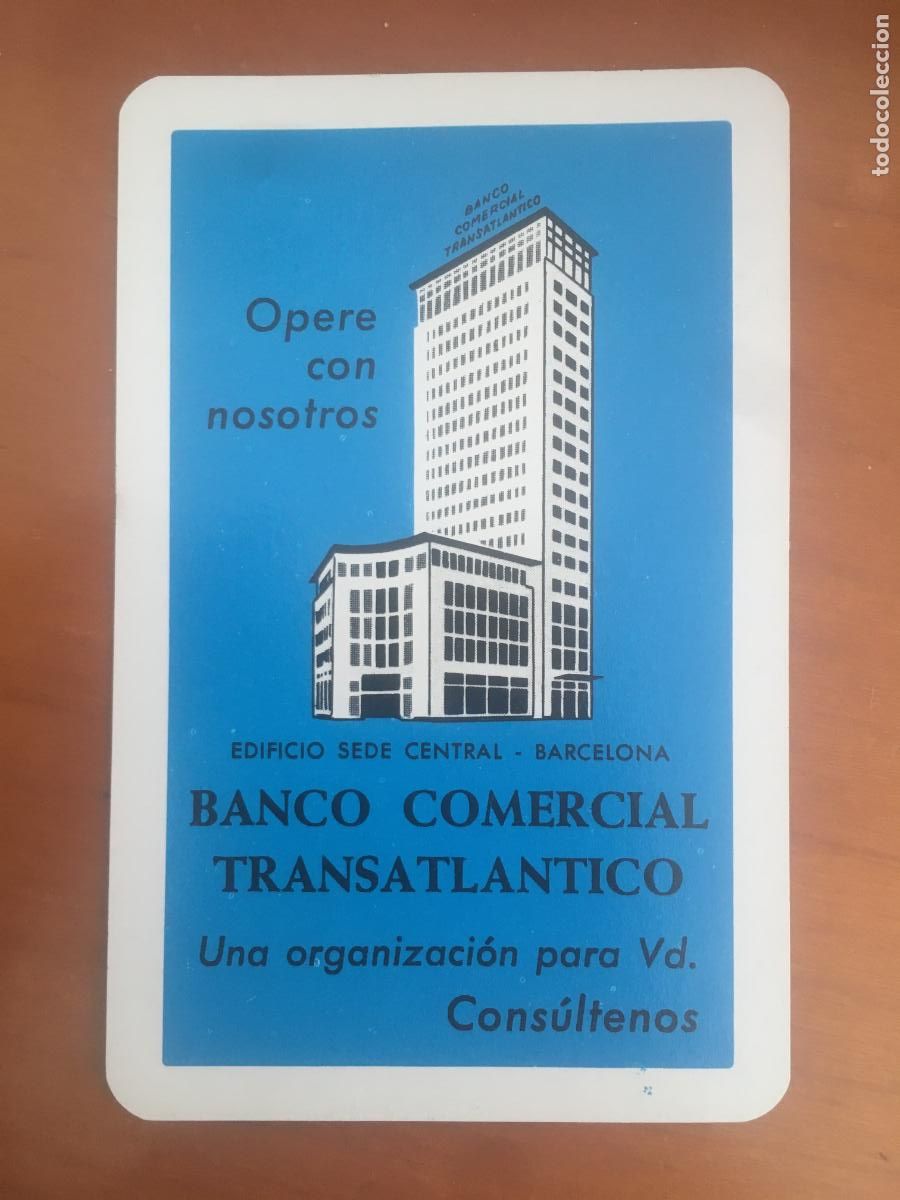 BANCO
COMERCIAL
TRANSATLANTICO
Opere
con
nosotros
EDIFICIO SEDE CENTRAL - BARCELONA
BANCO COMERCIAL
TRANSATLANTICO
Una organización para Vd.
Consúltenos
todocoleccion